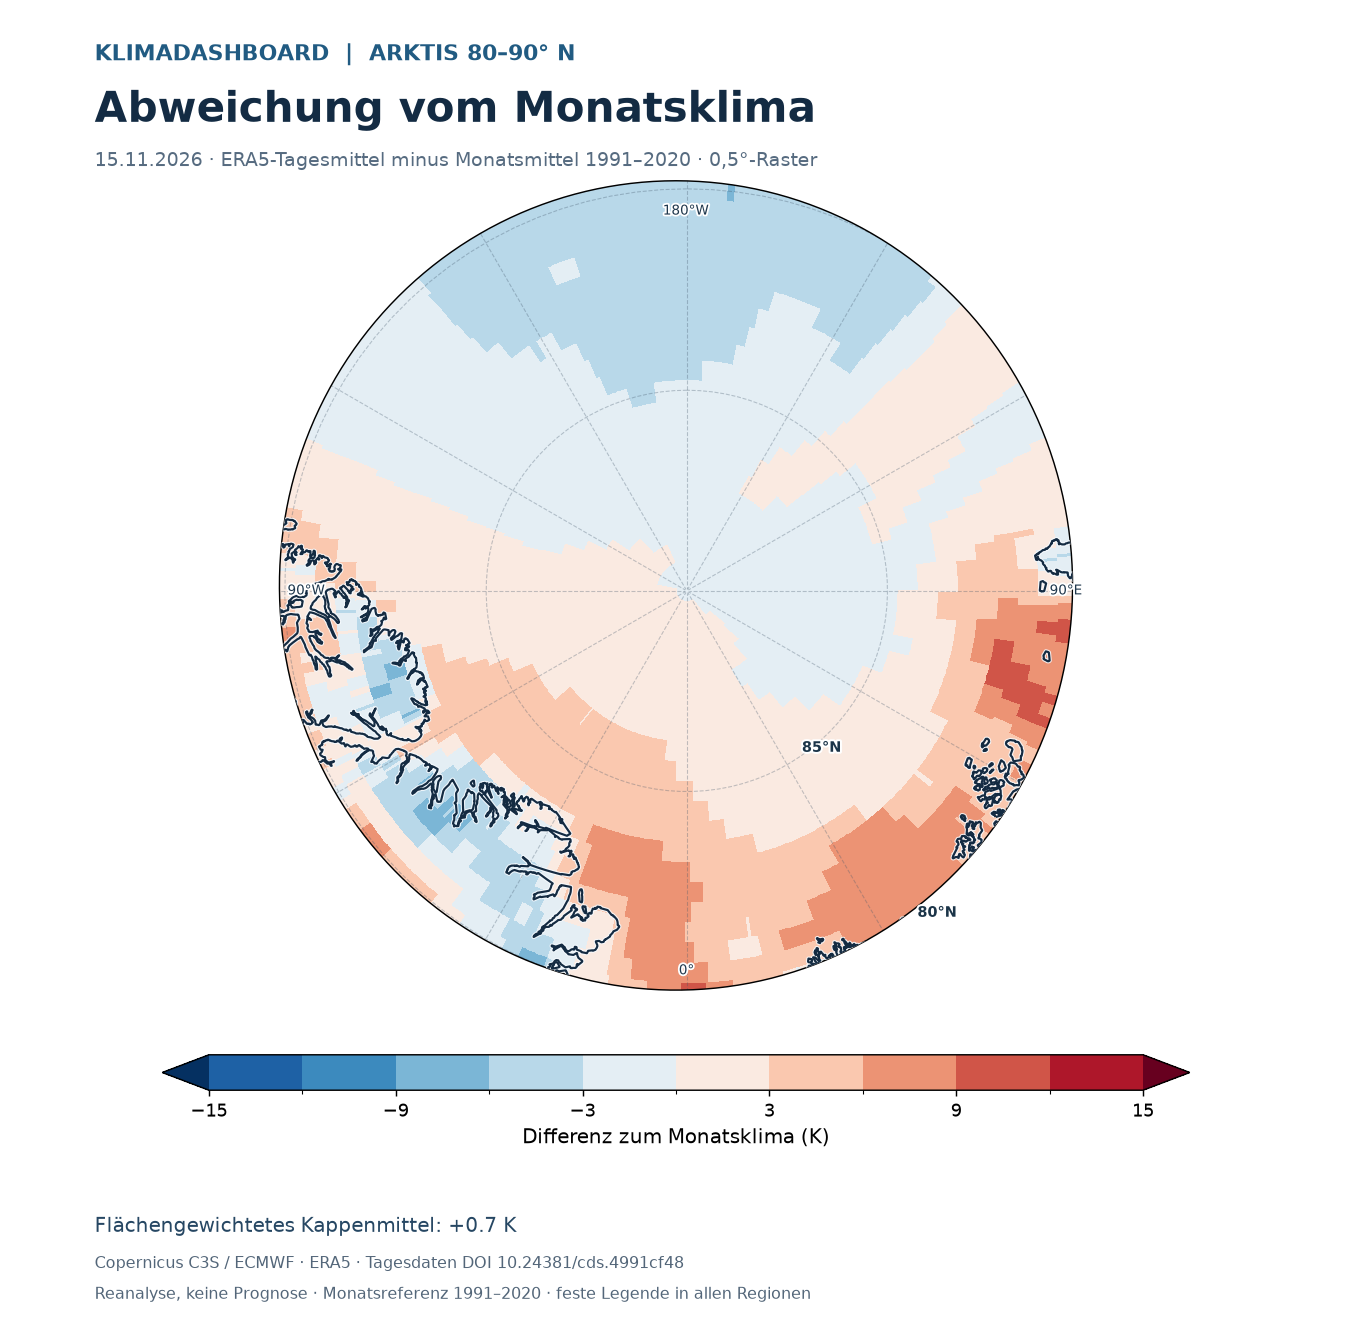 KLIMADASHBOARD | ARKTIS 80–90° N
Abweichung vom Monatsklima
15.11.2026 · ERA5-Tagesmittel minus Monatsmittel 1991–2020 · 0,5°-Raster
180°W
90°W
90°E
85°N
80°N
0°
−15 −9 −3 3 9 15
Differenz zum Monatsklima (K)
Flächengewichtetes Kappenmittel: +0.7 K
Copernicus C3S / ECMWF · ERA5 · Tagesdaten DOI 10.24381/cds.4991cf48
Reanalyse, keine Prognose · Monatsreferenz 1991–2020 · feste Legende in allen Regionen